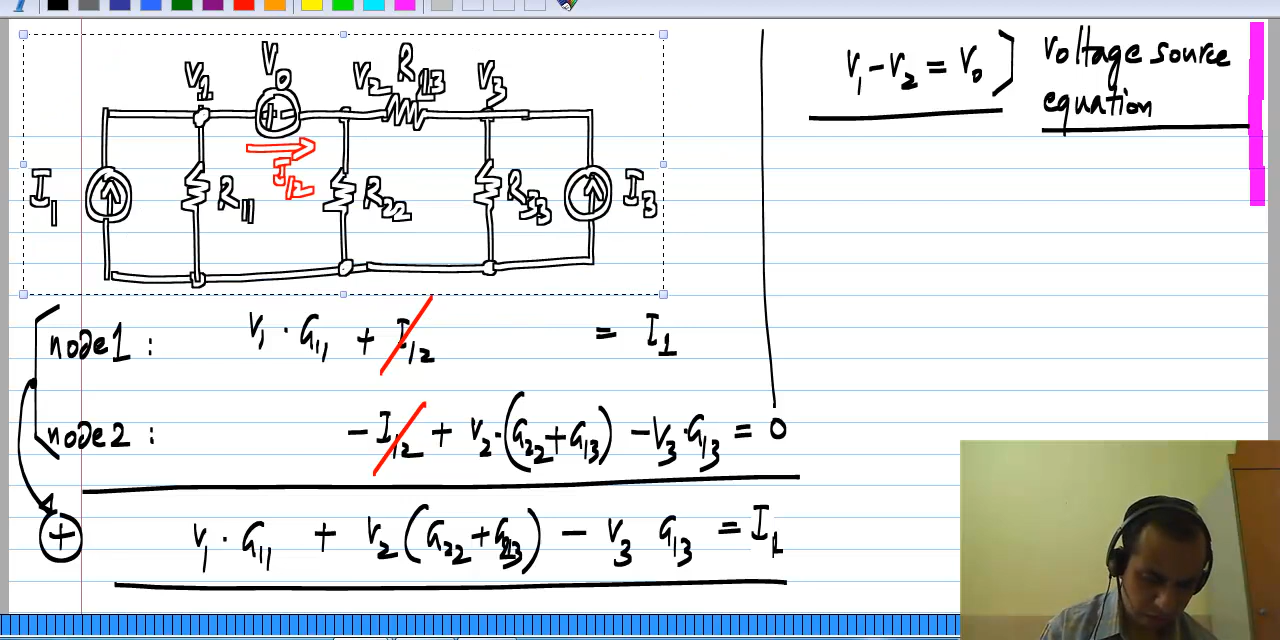 V₁ V₀ V₂ R₁₃ V₃
I₁ R₁₁ I₁₂ R₂₂ R₃₃ I₃
V₁ - V₂ = V₀ ] voltage source
equation
node1 : V₁ · G₁₁ + I₁₂ = I₁
node2 : - I₁₂ + V₂ · (G₂₂ + G₁₃) - V₃ · G₁₃ = 0
+ V₁ · G₁₁ + V₂ (G₂₂ + G₁₃) - V₃ G₁₃ = I₁